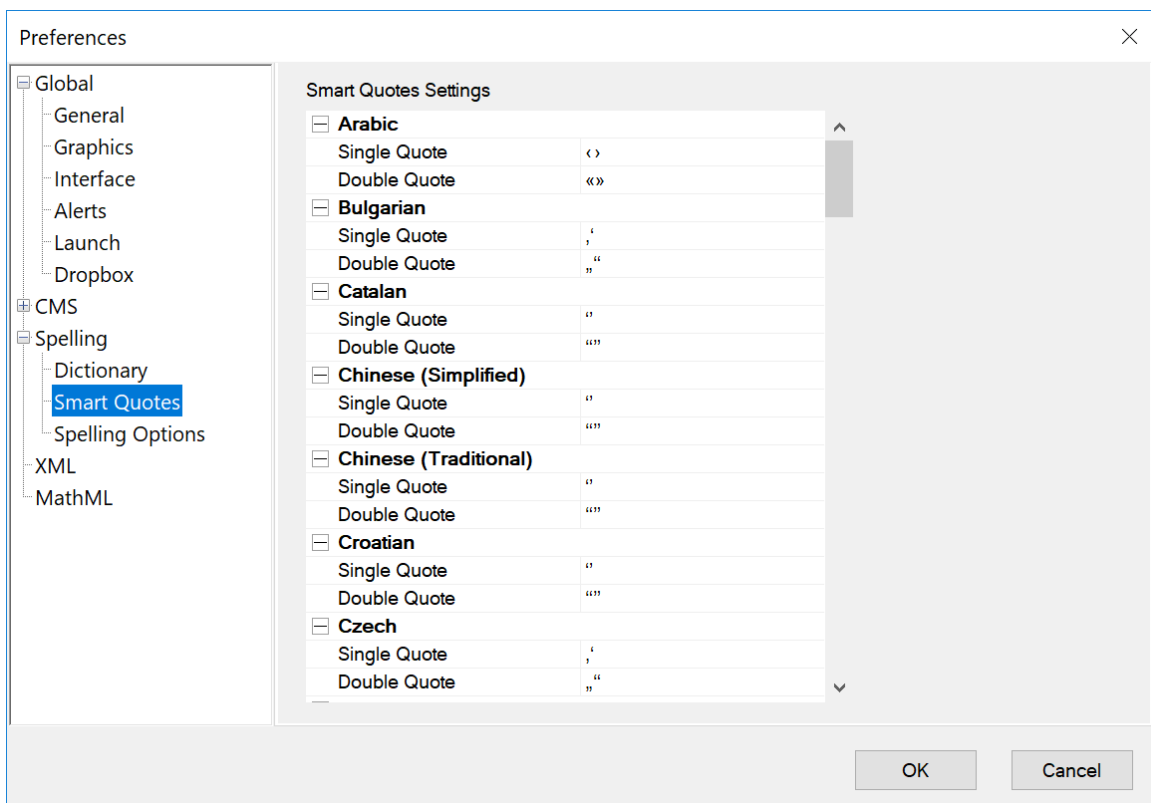 Preferences
Global
General
Graphics
Interface
Alerts
Launch
Dropbox
CMS
Spelling
Dictionary
Smart Quotes
Spelling Options
XML
MathML
Smart Quotes Settings
Arabic
Single Quote ‹›
Double Quote «»
Bulgarian
Single Quote ‚‘
Double Quote „“
Catalan
Single Quote ‘’
Double Quote “”
Chinese (Simplified)
Single Quote ‘’
Double Quote “”
Chinese (Traditional)
Single Quote ‘’
Double Quote “”
Croatian
Single Quote ‘’
Double Quote “”
Czech
Single Quote ‚‘
Double Quote „“
OK Cancel